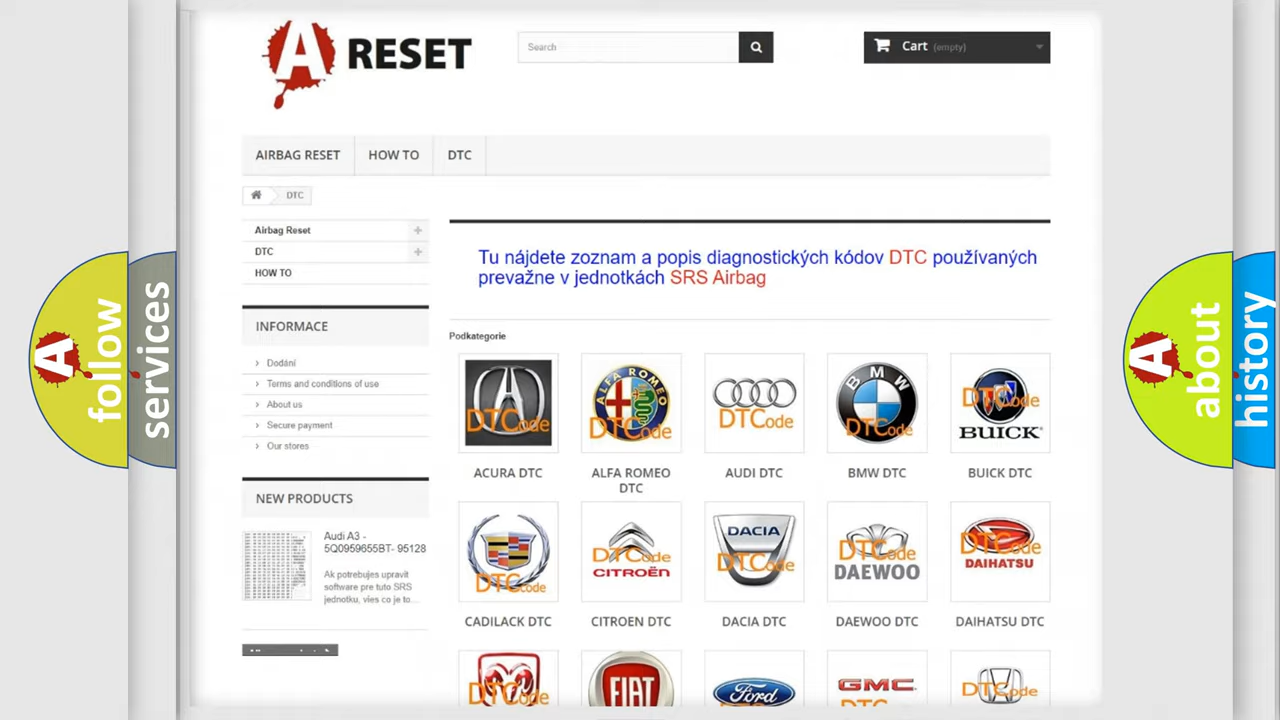 A RESET
Search
Cart (empty)
AIRBAG RESET
HOW TO
DTC
DTC
Airbag Reset
DTC
HOW TO
Tu nájdete zoznam a popis diagnostických kódov DTC používaných
prevažne v jednotkách SRS Airbag
INFORMACE
Dodání
Terms and conditions of use
About us
Secure payment
Our stores
Podkategorie
DTCode
ALFA ROMEO
DTCode
DTCode
BMW
DTCode
DTCode
BUICK
ACURA DTC
ALFA ROMEO
DTC
AUDI DTC
BMW DTC
BUICK DTC
NEW PRODUCTS
Audi A3 -
5Q0959655BT- 95128
Ak potrebujes upravit
software pre tuto SRS
jednotku, vies co je to...
DTCode
DTCode
CITROËN
DACIA
DTCode
DTCode
DAEWOO
DTCode
DAIHATSU
CADILACK DTC
CITROEN DTC
DACIA DTC
DAEWOO DTC
DAIHATSU DTC
DTCode
FIAT
Ford
GMC
DTCode
A
follow
services
A
about
history